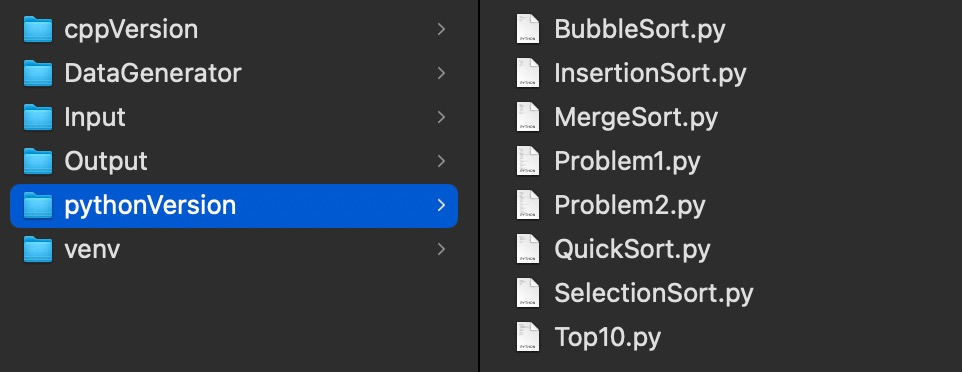 cppVersion
DataGenerator
Input
Output
pythonVersion
venv
BubbleSort.py
InsertionSort.py
MergeSort.py
Problem1.py
Problem2.py
QuickSort.py
SelectionSort.py
Top10.py